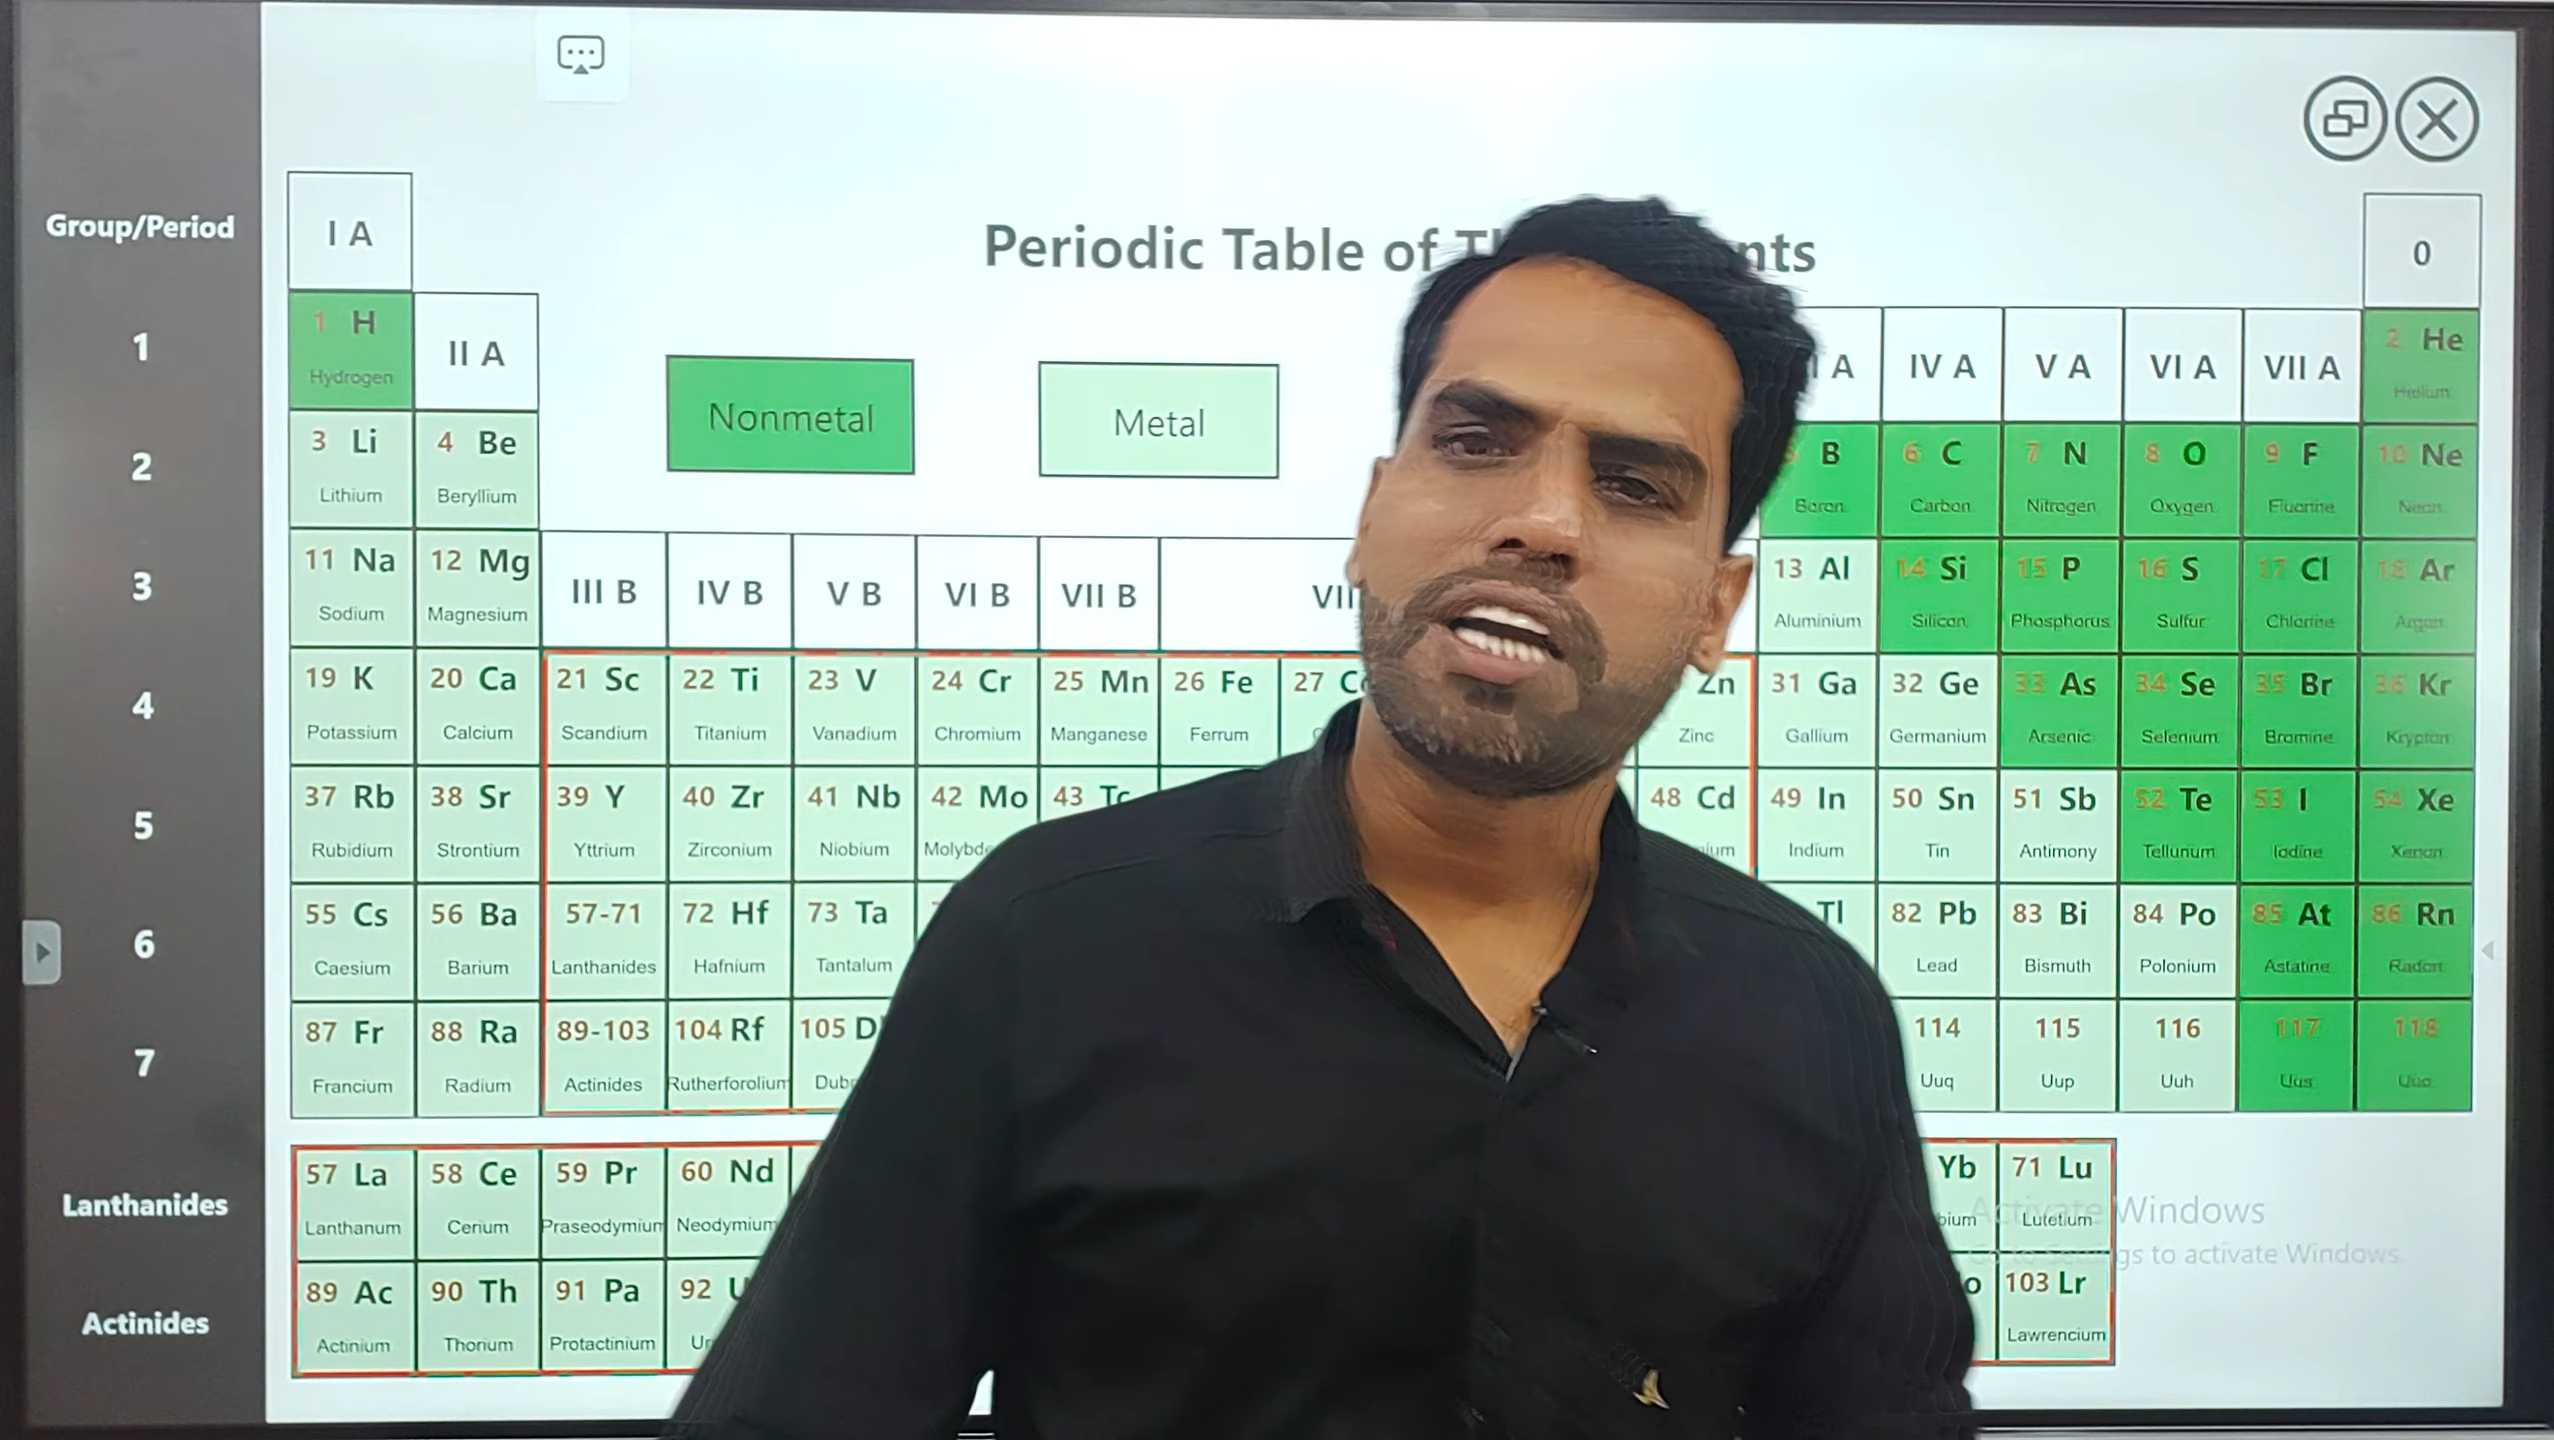 Group/Period
I A
Periodic Table of
0
1
1 H
Hydrogen
II A
Nonmetal
Metal
A
IV A
V A
VI A
VII A
2 He
Helium
2
3 Li
Lithium
4 Be
Beryllium
B
Boron
6 C
Carbon
7 N
Nitrogen
8 O
Oxygen
9 F
Fluorine
10 Ne
Neon
3
11 Na
Sodium
12 Mg
Magnesium
III B
IV B
V B
VI B
VII B
13 Al
Aluminium
14 Si
Silicon
15 P
Phosphorus
16 S
Sulfur
17 Cl
Chlorine
18 Ar
Argon
4
19 K
Potassium
20 Ca
Calcium
21 Sc
Scandium
22 Ti
Titanium
23 V
Vanadium
24 Cr
Chromium
25 Mn
Manganese
26 Fe
Ferrum
27
Zn
Zinc
31 Ga
Gallium
32 Ge
Germanium
33 As
Arsenic
34 Se
Selenium
35 Br
Bromine
36 Kr
Krypton
5
37 Rb
Rubidium
38 Sr
Strontium
39 Y
Yttrium
40 Zr
Zirconium
41 Nb
Niobium
42 Mo
43 Tc
48 Cd
49 In
Indium
50 Sn
Tin
51 Sb
Antimony
52 Te
Tellurium
53 I
Iodine
54 Xe
Xenon
6
55 Cs
Caesium
56 Ba
Barium
57-71
Lanthanides
72 Hf
Hafnium
73 Ta
Tantalum
Tl
82 Pb
Lead
83 Bi
Bismuth
84 Po
Polonium
85 At
Astatine
86 Rn
Radon
7
87 Fr
Francium
88 Ra
Radium
89-103
Actinides
104 Rf
Rutherforolium
105
114
Uuq
115
Uup
116
Uuh
117
Uus
118
Uuo
Lanthanides
57 La
Lanthanum
58 Ce
Cerium
59 Pr
Praseodymium
60 Nd
Neodymium
Yb
71 Lu
Lutetium
Actinides
89 Ac
Actinium
90 Th
Thorium
91 Pa
Protactinium
92
103 Lr
Lawrencium
Activate Windows
Go to Settings to activate Windows.